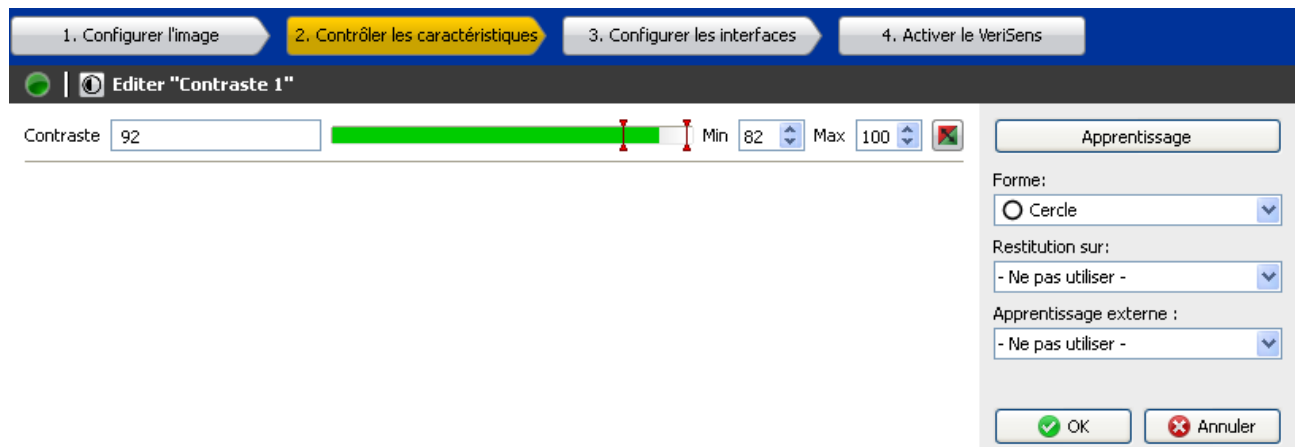 1. Configurer l'image
2. Contrôler les caractéristiques
3. Configurer les interfaces
4. Activer le VeriSens
Editer "Contraste 1"
Contraste 92 Min 82 Max 100
Apprentissage
Forme:
Cercle
Restitution sur:
- Ne pas utiliser -
Apprentissage externe :
- Ne pas utiliser -
OK
Annuler